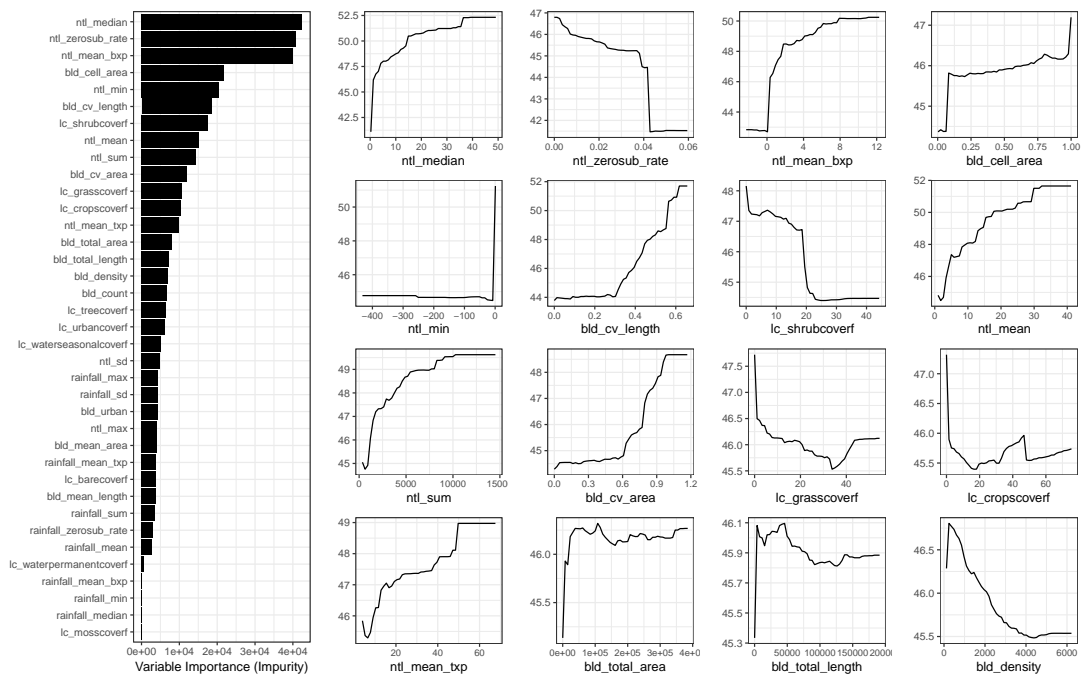 ntl_median
ntl_zerosub_rate
ntl_mean_bxp
bld_cell_area
ntl_min
bld_cv_length
lc_shrubcoverf
ntl_mean
ntl_sum
bld_cv_area
lc_grasscoverf
lc_cropscoverf
ntl_mean_txp
bld_total_area
bld_total_length
bld_density
bld_count
lc_treecoverf
lc_urbancoverf
lc_waterseasonalcoverf
ntl_sd
rainfall_max
rainfall_sd
bld_urban
ntl_max
bld_mean_area
rainfall_mean_txp
lc_barecoverf
bld_mean_length
rainfall_sum
rainfall_zerosub_rate
rainfall_mean
lc_waterpermanentcoverf
rainfall_mean_bxp
rainfall_min
rainfall_median
lc_mosscoverf
0e+00 1e+04 2e+04 3e+04 4e+04
Variable Importance (Impurity)
52.5
50.0
47.5
45.0
42.5
0 10 20 30 40 50
ntl_median
47
46
45
44
43
42
0.00 0.02 0.04 0.06
ntl_zerosub_rate
50
48
46
44
0 4 8 12
ntl_mean_bxp
47
46
45
0.00 0.25 0.50 0.75 1.00
bld_cell_area
50
48
46
−400 −300 −200 −100 0
ntl_min
52
50
48
46
44
0.0 0.2 0.4 0.6
bld_cv_length
48
47
46
45
0 10 20 30 40
lc_shrubcoverf
52
50
48
46
0 10 20 30 40
ntl_mean
49
48
47
46
45
0 5000 10000 1500
ntl_sum
48
47
46
45
0.0 0.3 0.6 0.9 1.2
bld_cv_area
47.5
47.0
46.5
46.0
45.5
0 20 40
lc_grasscoverf
47.0
46.5
46.0
45.5
0 20 40 60
lc_cropscoverf
49
48
47
46
20 40 60
ntl_mean_txp
46.0
45.5
0e+00 1e+05 2e+05 3e+05 4e+0
bld_total_area
46.1
45.9
45.7
45.5
45.3
0 50000 100000 150000 2000
bld_total_length
46.5
46.0
45.5
0 2000 4000 6000
bld_density